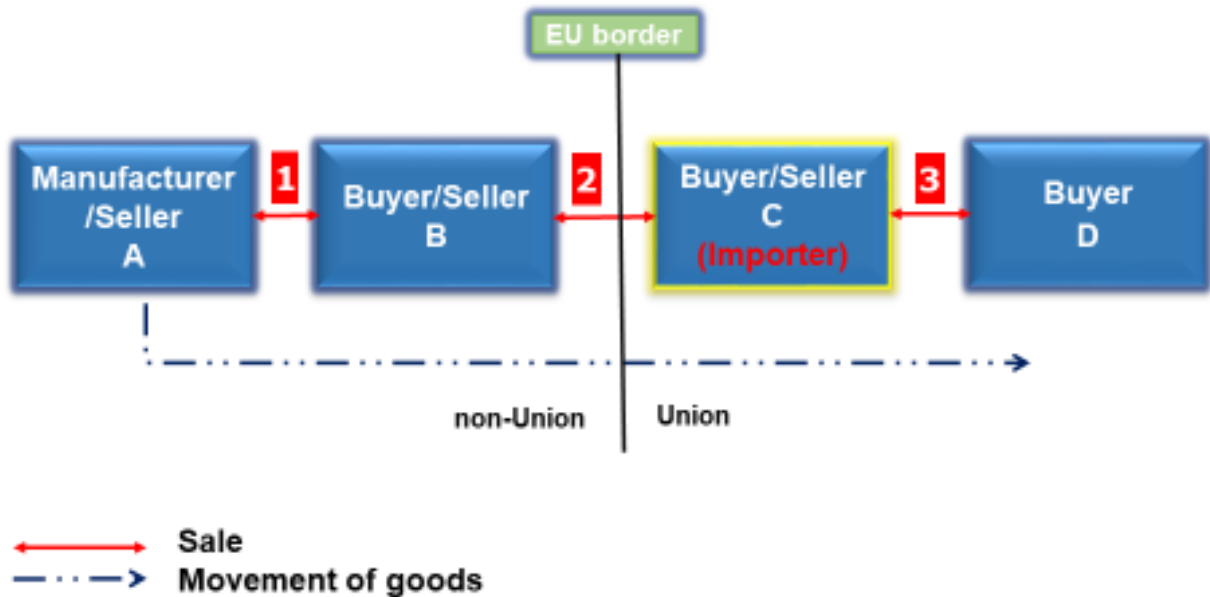 EU border
Manufacturer
/Seller
A
1
Buyer/Seller
B
2
Buyer/Seller
C
(Importer)
3
Buyer
D
non-Union
Union
Sale
Movement of goods